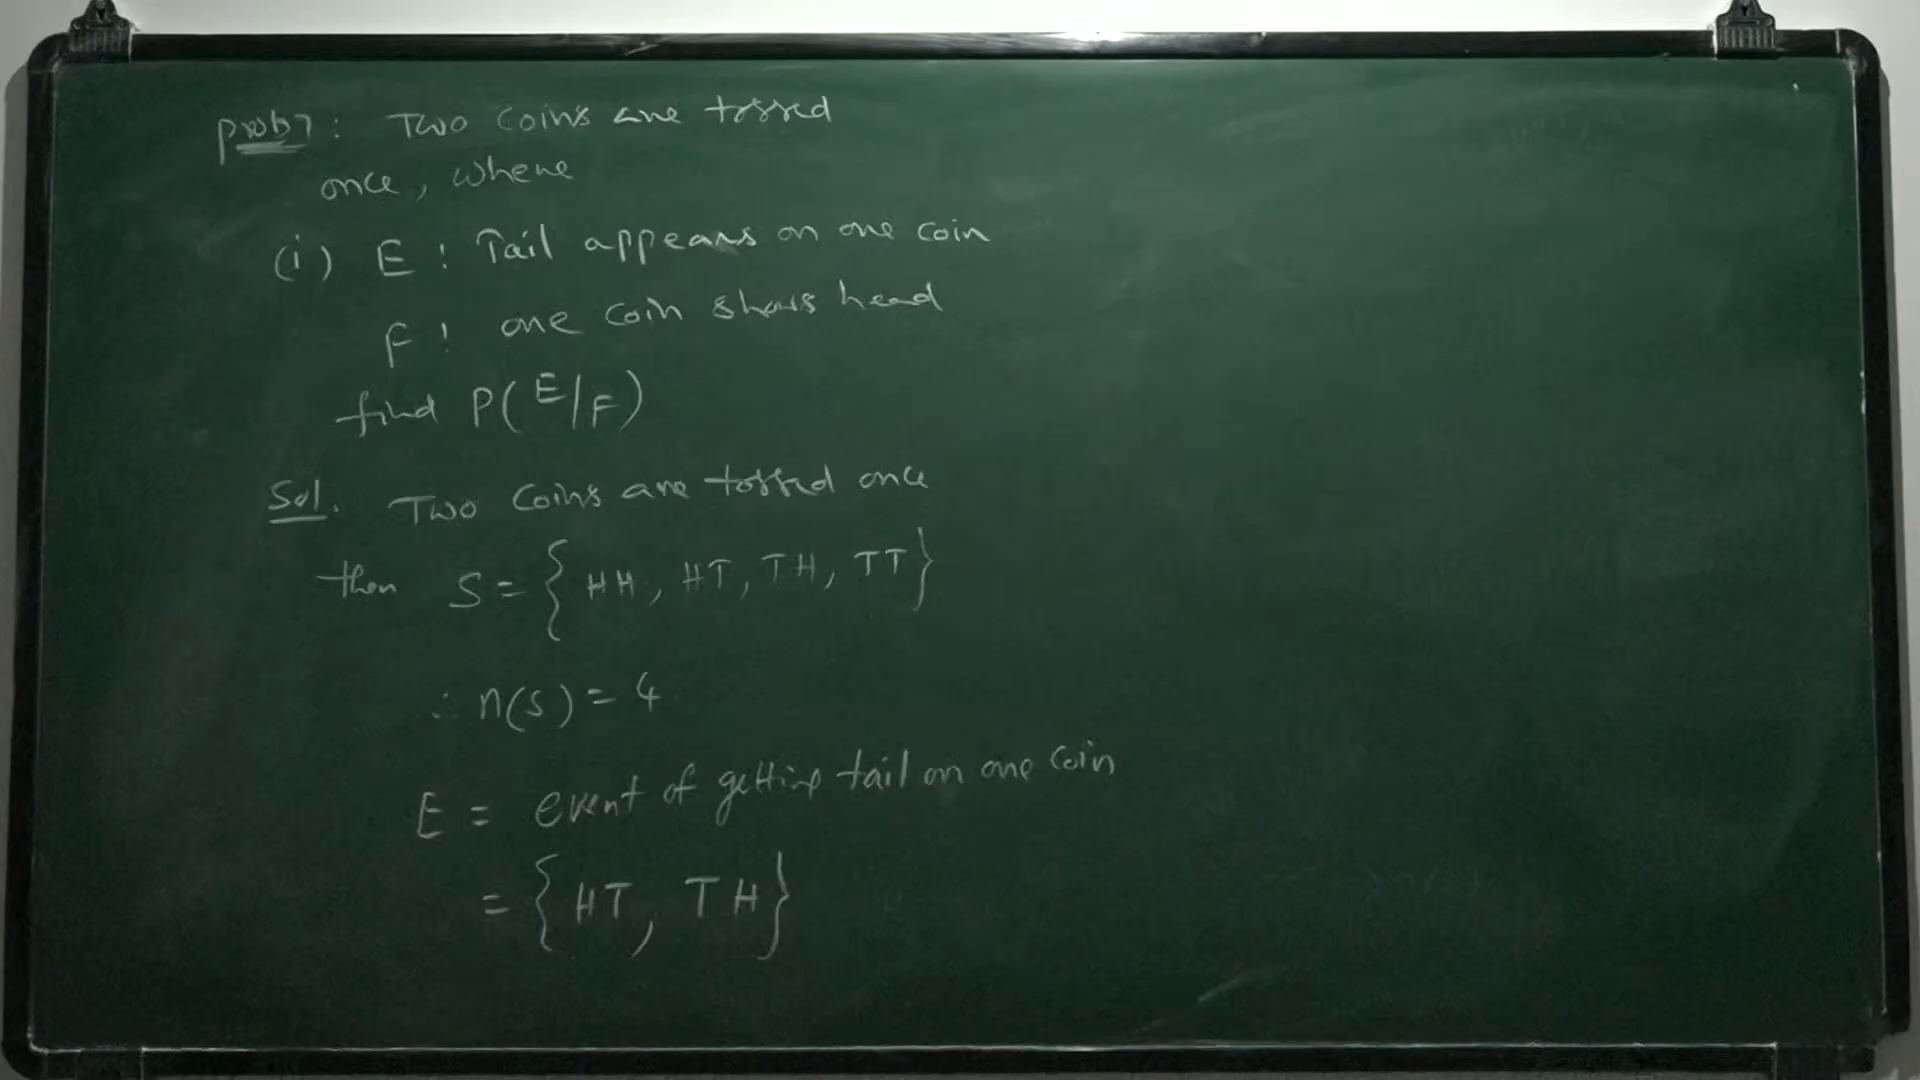 prob7: Two coins are tossed
once, where
(i) E: Tail appears on one coin
F: one coin shows head
find P(E/F)
Sol. Two coins are tossed once
then S = {HH, HT, TH, TT}
∴ n(S) = 4
E = event of getting tail on one coin
= {HT, TH}